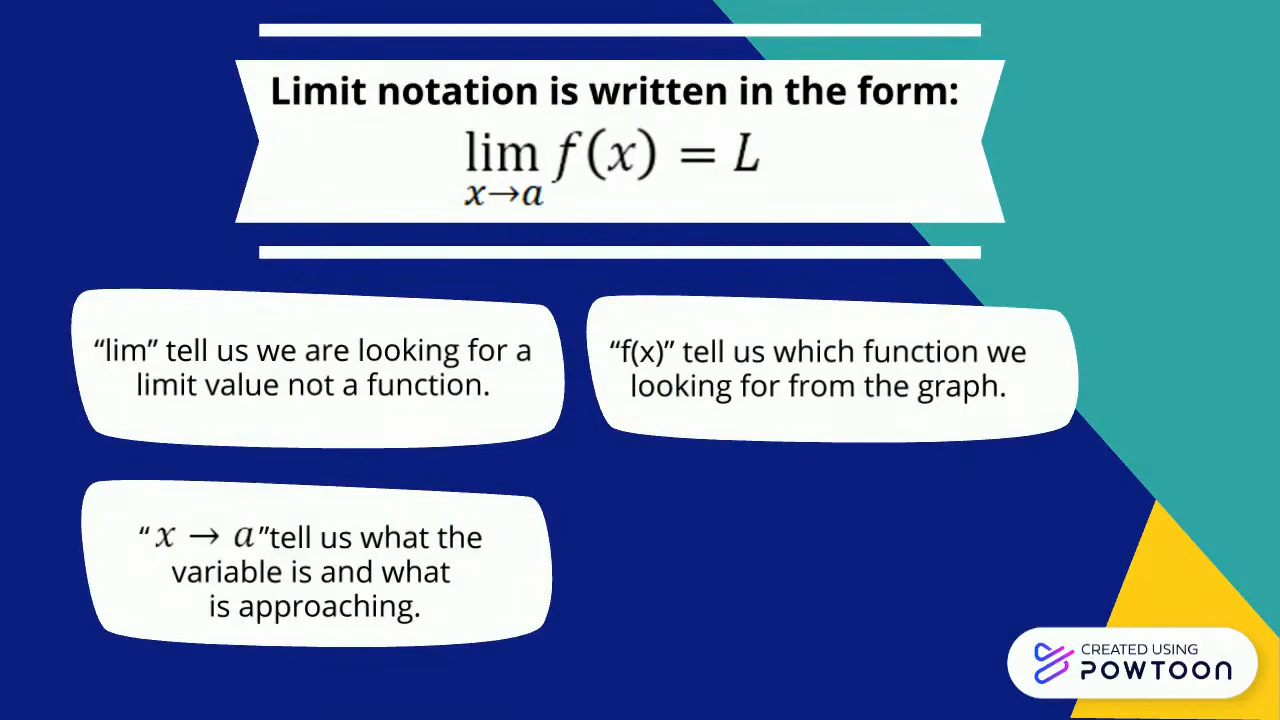 Limit notation is written in the form:
lim f(x) = L
x→a
“lim” tell us we are looking for a
limit value not a function.
“f(x)” tell us which function we
looking for from the graph.
“x → a”tell us what the
variable is and what
is approaching.
CREATED USING
POWTOON